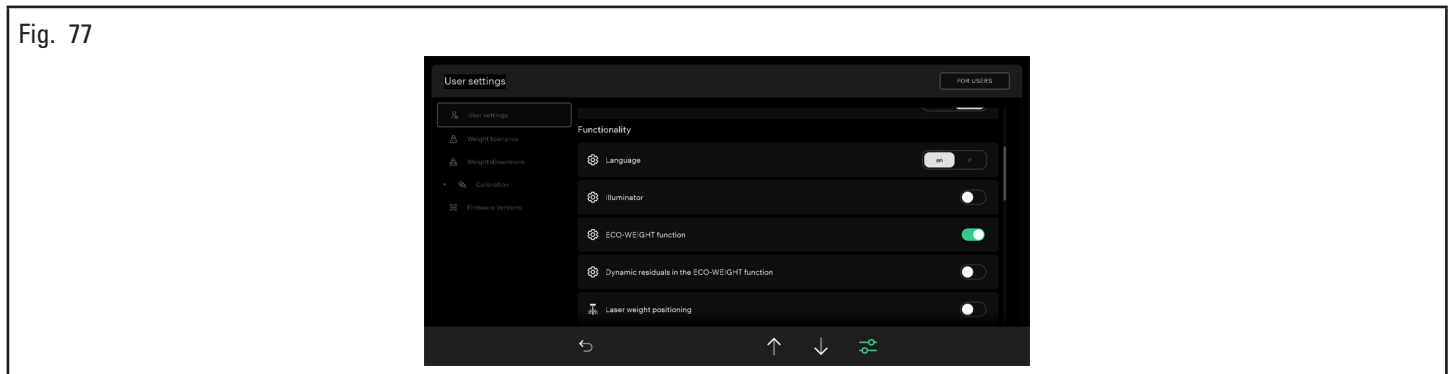 Fig. 77
User settings
FOR USERS
User settings
Weight tolerance
Weight dimensions
Calibration
Firmware Versions
Functionality
Language
en
it
Illuminator
ECO-WEIGHT function
Dynamic residuals in the ECO-WEIGHT function
Laser weight positioning